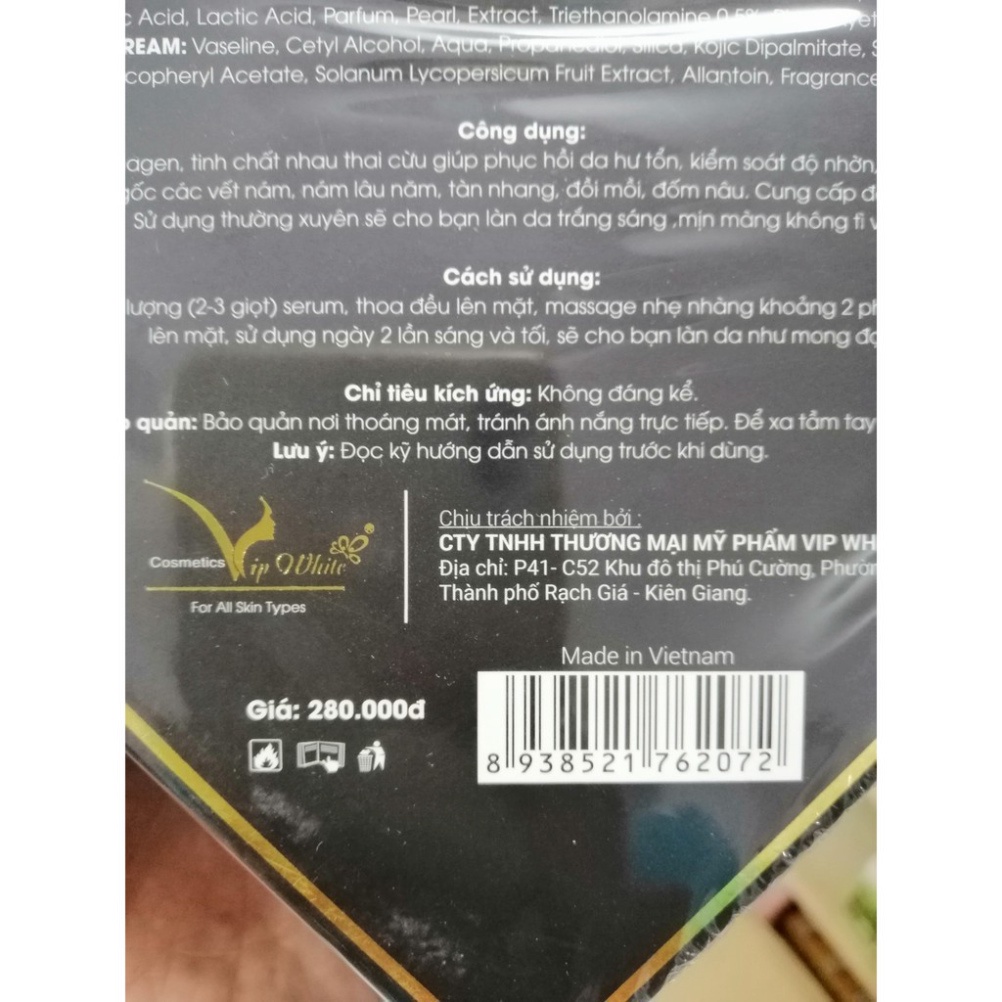 c Acid, Lactic Acid, Parfum, Pearl, Extract, Triethanolamine 0.5%,
REAM: Vaseline, Cetyl Alcohol, Aqua, Propanediol, Silica, Kojic Dipalmitate, S
copheryl Acetate, Solanum Lycopersicum Fruit Extract, Allantoin, Fragrance
Công dụng:
agen, tinh chất nhau thai cừu giúp phục hồi da hư tổn, kiểm soát độ nhờn,
gốc các vết nám, nám lâu năm, tàn nhang, đồi mồi, đốm nâu. Cung cấp đ
Sử dụng thường xuyên sẽ cho bạn làn da trắng sáng ,mịn màng không tì v
Cách sử dụng:
lượng (2-3 giọt) serum, thoa đều lên mặt, massage nhẹ nhàng khoảng 2 ph
lên mặt, sử dụng ngày 2 lần sáng và tối, sẽ cho bạn làn da như mong đợ
Chỉ tiêu kích ứng: Không đáng kể.
o quản: Bảo quản nơi thoáng mát, tránh ánh nắng trực tiếp. Để xa tầm tay
Lưu ý: Đọc kỹ hướng dẫn sử dụng trước khi dùng.
Cosmetics Vip White ®
For All Skin Types
Chịu trách nhiệm bởi :
CTY TNHH THƯƠNG MẠI MỸ PHẨM VIP WH
Địa chỉ: P41- C52 Khu đô thị Phú Cường, Phườn
Thành phố Rạch Giá - Kiên Giang.
Made in Vietnam
Giá: 280.000đ
8 938521 762072